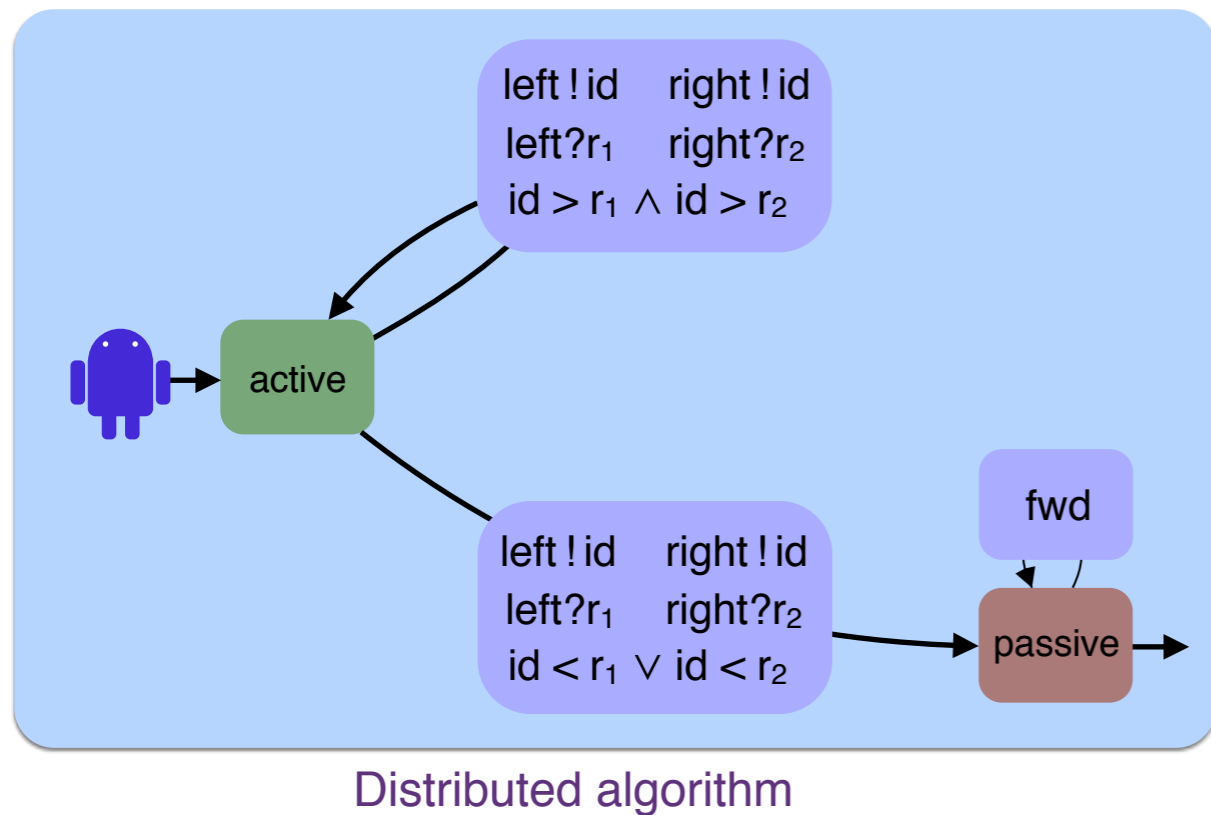 left ! id right ! id
left?r₁ right?r₂
id > r₁ ∧ id > r₂
active
left ! id right ! id
left?r₁ right?r₂
id < r₁ ∨ id < r₂
fwd
passive
Distributed algorithm